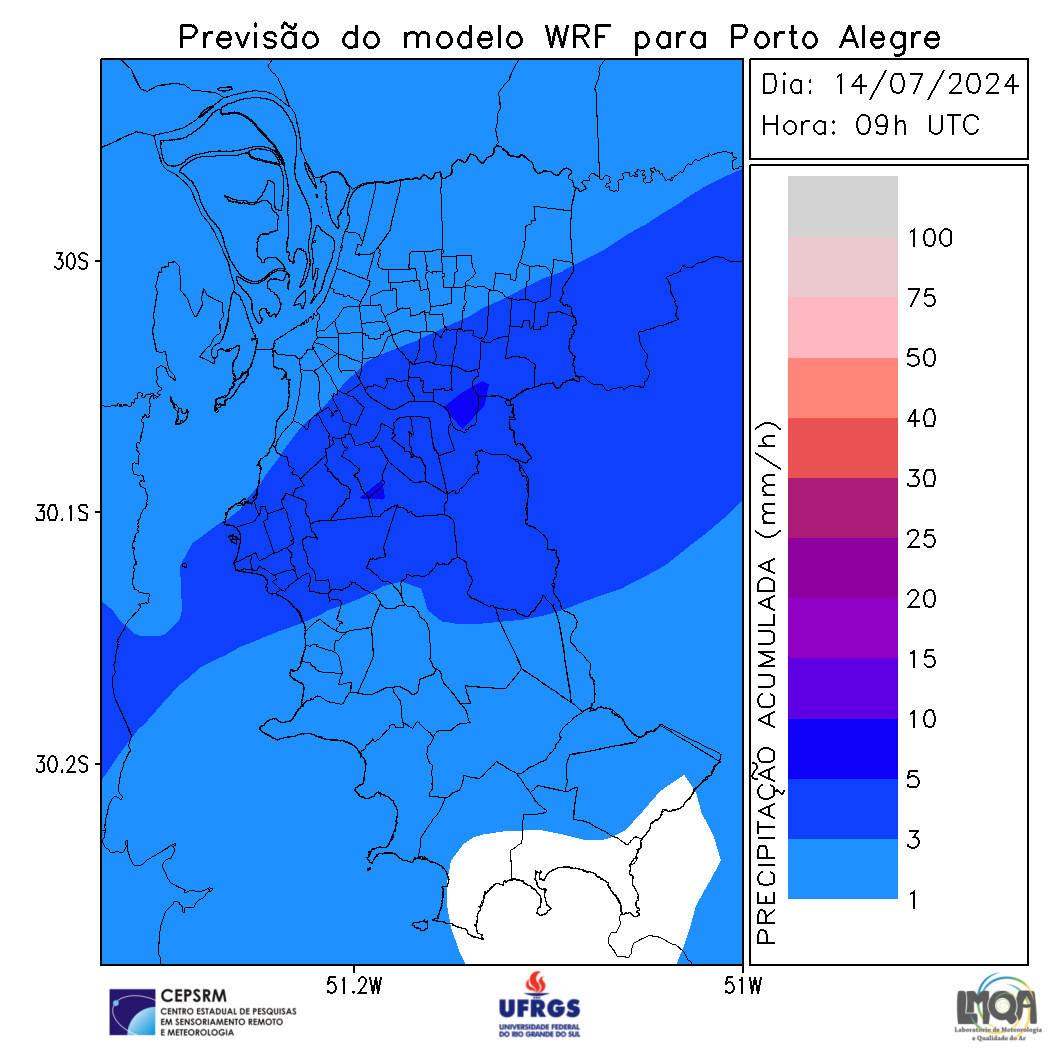 Previsão do modelo WRF para Porto Alegre
Dia: 14/07/2024
Hora: 09h UTC
30S
30.1S
30.2S
51.2W
51W
PRECIPITAÇÃO ACUMULADA (mm/h)
100
75
50
40
30
25
20
15
10
5
3
1
CEPSRM
CENTRO ESTADUAL DE PESQUISAS
EM SENSORIAMENTO REMOTO
E METEOROLOGIA
UFRGS
UNIVERSIDADE FEDERAL
DO RIO GRANDE DO SUL
LMQA
Laboratório de Meteorologia
e Qualidade do Ar